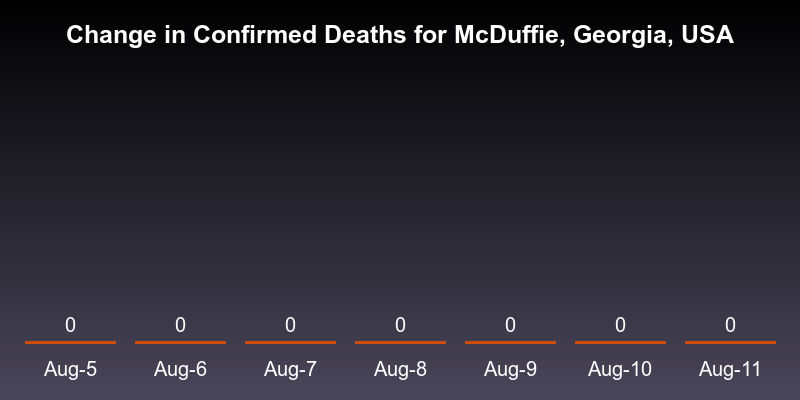 Change in Confirmed Deaths for McDuffie, Georgia, USA
0 0 0 0 0 0 0
Aug-5 Aug-6 Aug-7 Aug-8 Aug-9 Aug-10 Aug-11